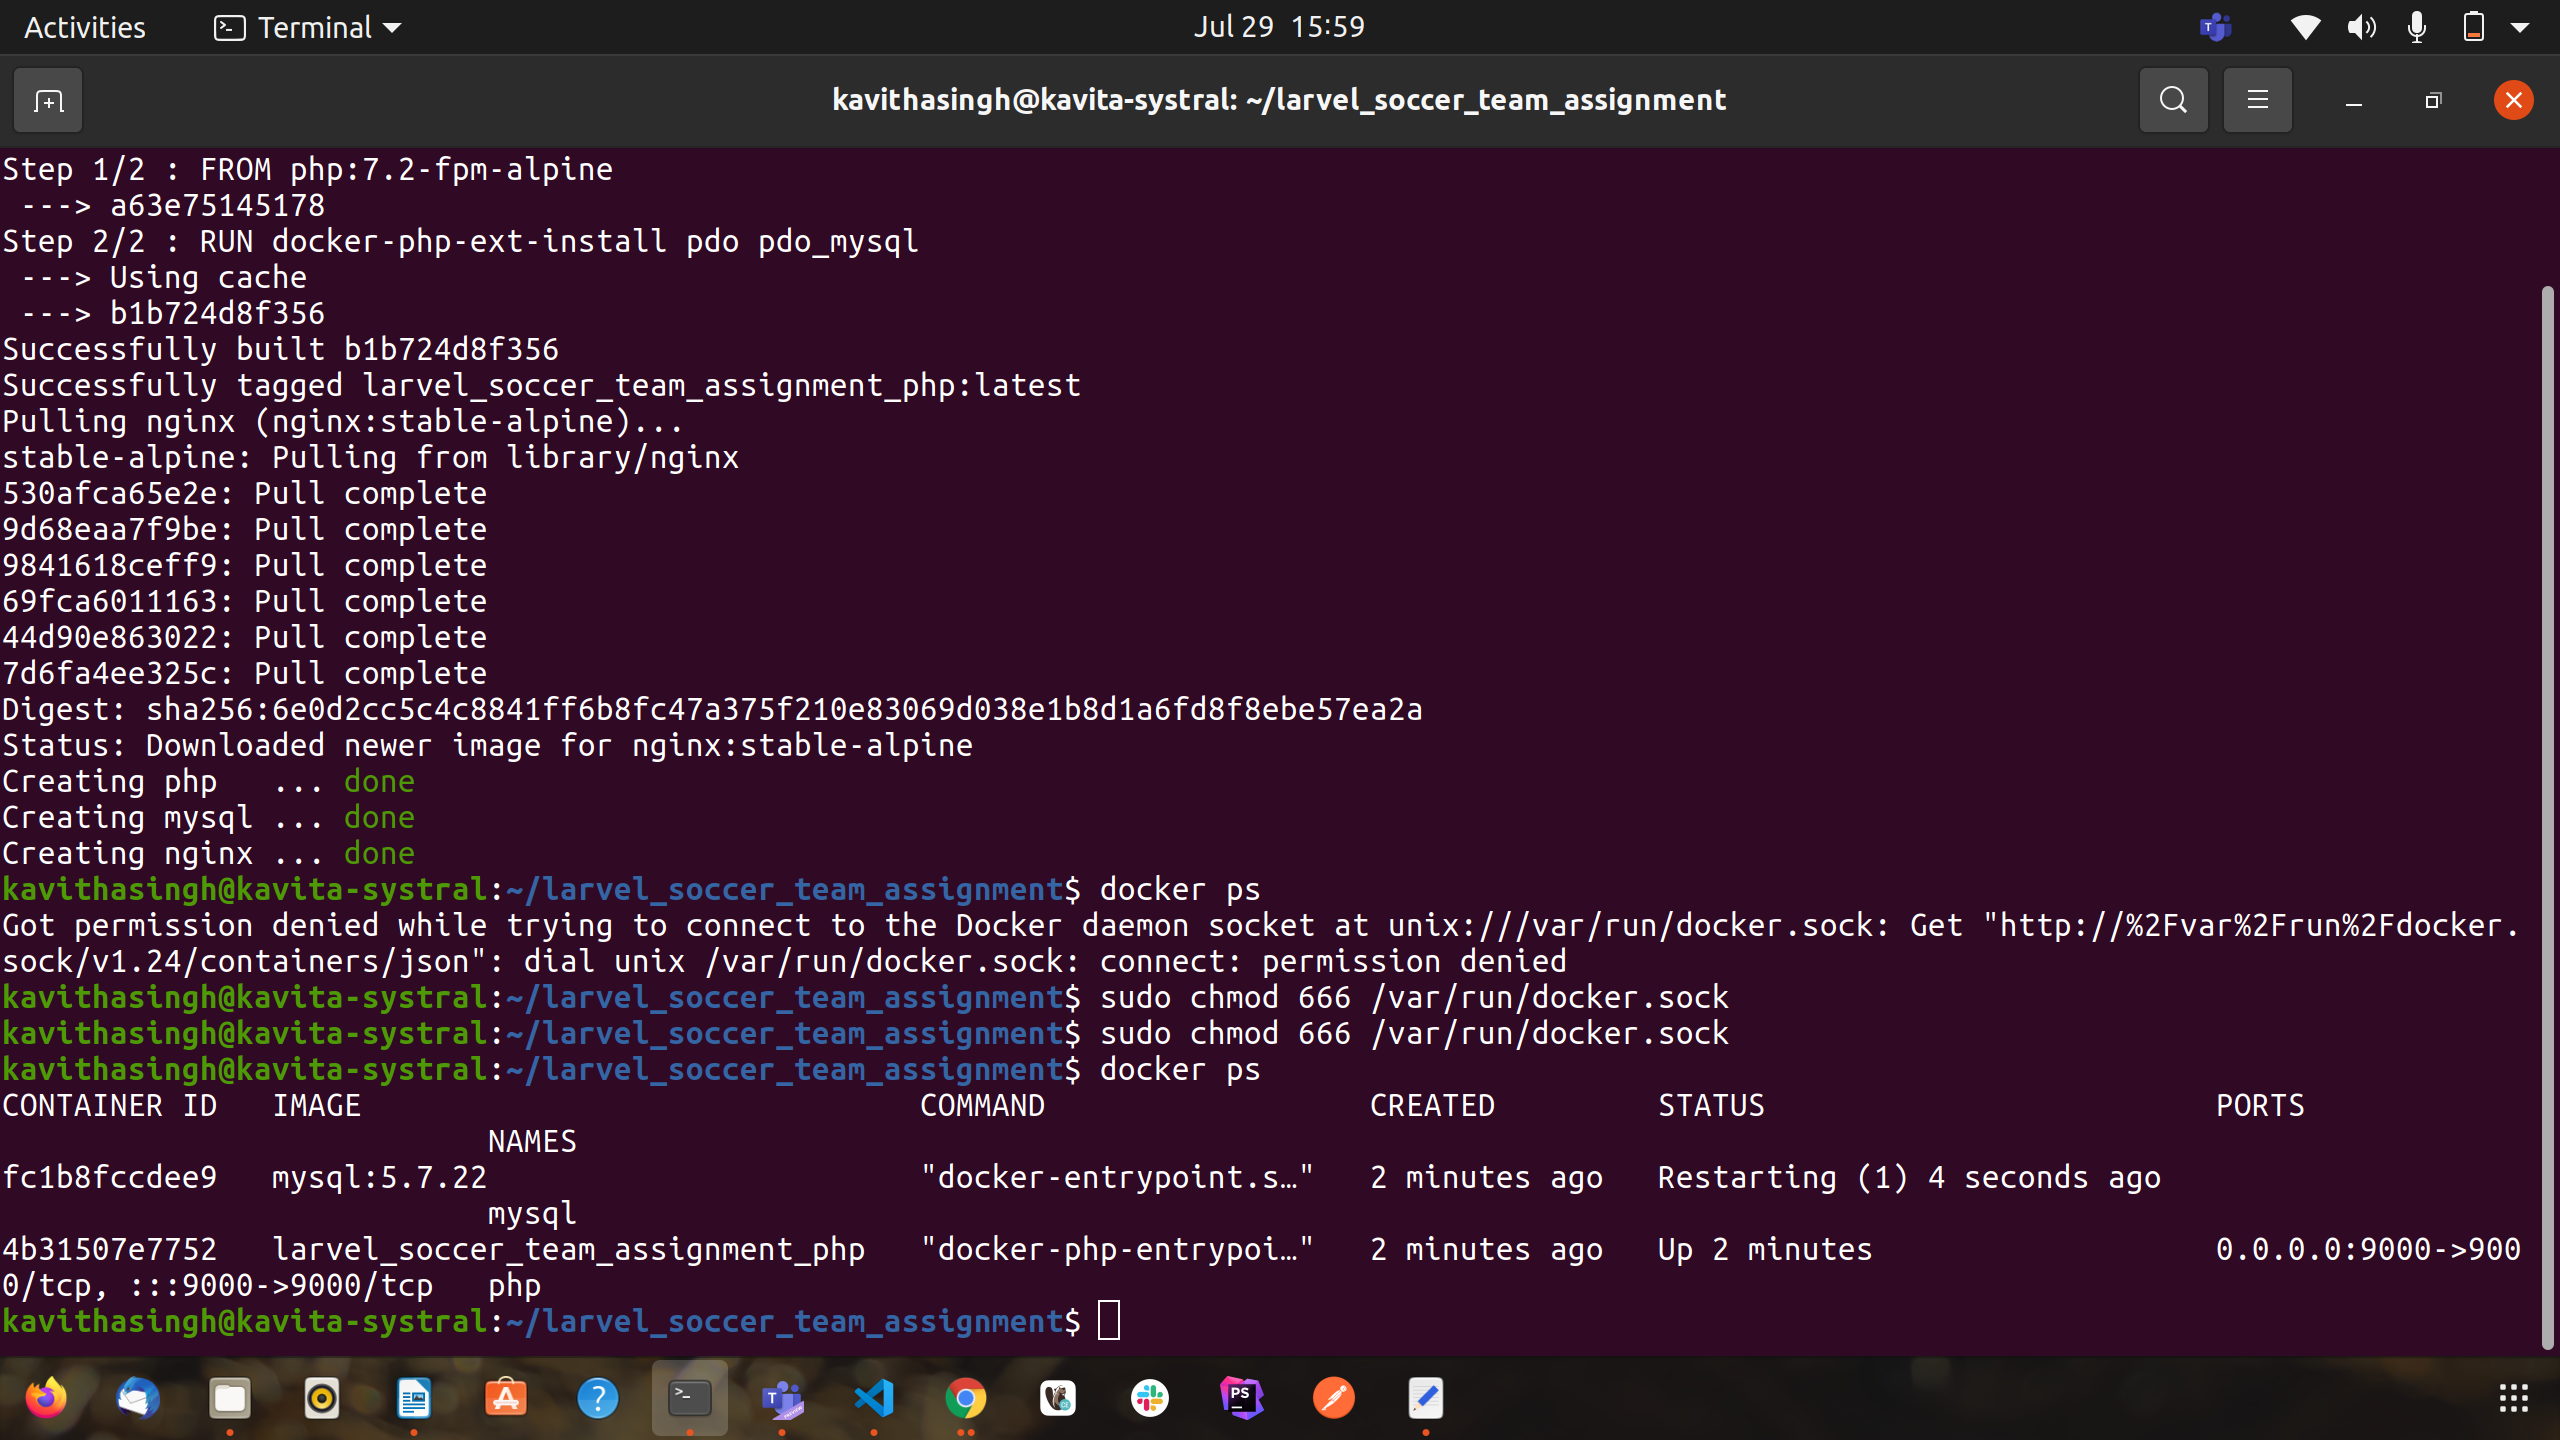 Activities Terminal Jul 29 15:59
kavithasingh@kavita-systral: ~/larvel_soccer_team_assignment
Step 1/2 : FROM php:7.2-fpm-alpine
 ---> a63e75145178
Step 2/2 : RUN docker-php-ext-install pdo pdo_mysql
 ---> Using cache
 ---> b1b724d8f356
Successfully built b1b724d8f356
Successfully tagged larvel_soccer_team_assignment_php:latest
Pulling nginx (nginx:stable-alpine)...
stable-alpine: Pulling from library/nginx
530afca65e2e: Pull complete
9d68eaa7f9be: Pull complete
9841618ceff9: Pull complete
69fca6011163: Pull complete
44d90e863022: Pull complete
7d6fa4ee325c: Pull complete
Digest: sha256:6e0d2cc5c4c8841ff6b8fc47a375f210e83069d038e1b8d1a6fd8f8ebe57ea2a
Status: Downloaded newer image for nginx:stable-alpine
Creating php   ... done
Creating mysql ... done
Creating nginx ... done
kavithasingh@kavita-systral:~/larvel_soccer_team_assignment$ docker ps
Got permission denied while trying to connect to the Docker daemon socket at unix:///var/run/docker.sock: Get "http://%2Fvar%2Frun%2Fdocker.
sock/v1.24/containers/json": dial unix /var/run/docker.sock: connect: permission denied
kavithasingh@kavita-systral:~/larvel_soccer_team_assignment$ sudo chmod 666 /var/run/docker.sock
kavithasingh@kavita-systral:~/larvel_soccer_team_assignment$ sudo chmod 666 /var/run/docker.sock
kavithasingh@kavita-systral:~/larvel_soccer_team_assignment$ docker ps
CONTAINER ID   IMAGE                               COMMAND                  CREATED         STATUS                         PORTS
                           NAMES
fc1b8fccdee9   mysql:5.7.22                        "docker-entrypoint.s…"   2 minutes ago   Restarting (1) 4 seconds ago
                           mysql
4b31507e7752   larvel_soccer_team_assignment_php   "docker-php-entrypoi…"   2 minutes ago   Up 2 minutes                   0.0.0.0:9000->900
0/tcp, :::9000->9000/tcp   php
kavithasingh@kavita-systral:~/larvel_soccer_team_assignment$